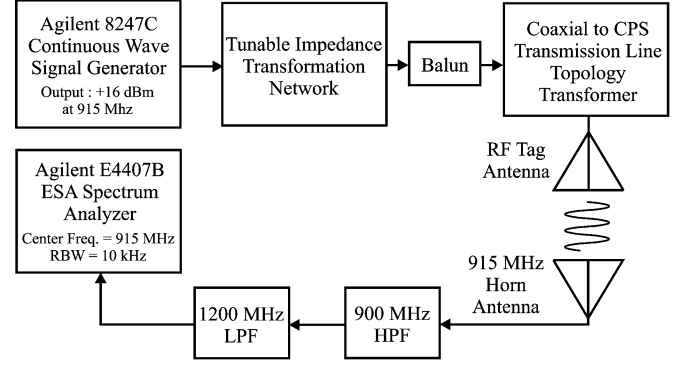 Agilent 8247C
Continuous Wave
Signal Generator
Output : +16 dBm
at 915 Mhz
Tunable Impedance
Transformation
Network
Balun
Coaxial to CPS
Transmission Line
Topology
Transformer
RF Tag
Antenna
915 MHz
Horn
Antenna
900 MHz
HPF
1200 MHz
LPF
Agilent E4407B
ESA Spectrum
Analyzer
Center Freq. = 915 MHz
RBW = 10 kHz